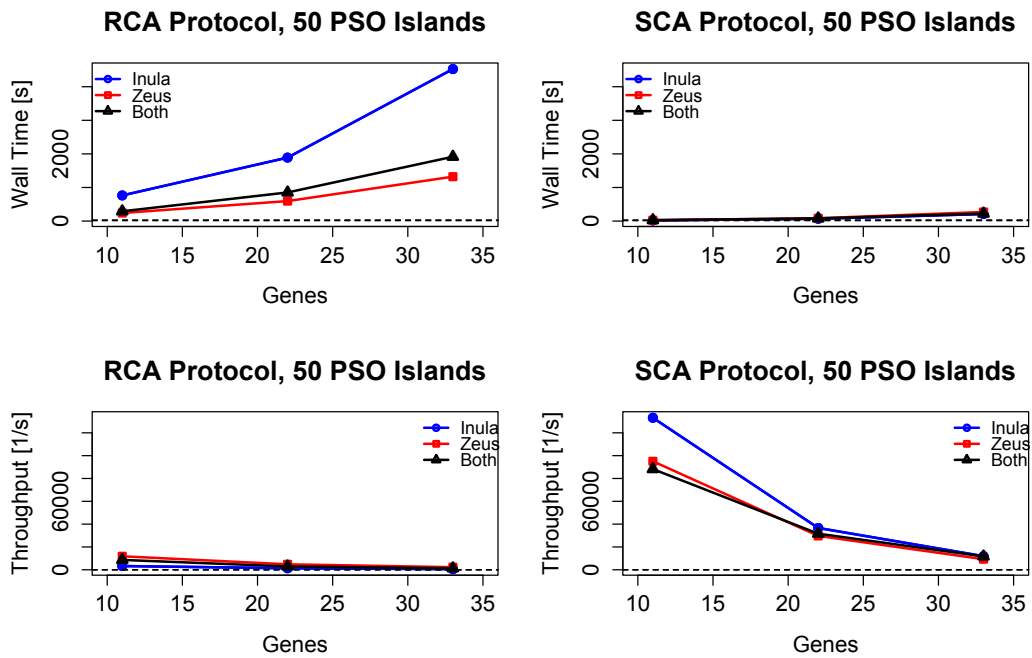 RCA Protocol, 50 PSO Islands
Wall Time [s]
2000
0
Inula
Zeus
Both
10 15 20 25 30 35
Genes
SCA Protocol, 50 PSO Islands
Wall Time [s]
2000
0
Inula
Zeus
Both
10 15 20 25 30 35
Genes
RCA Protocol, 50 PSO Islands
Throughput [1/s]
60000
0
Inula
Zeus
Both
10 15 20 25 30 35
Genes
SCA Protocol, 50 PSO Islands
Throughput [1/s]
60000
0
Inula
Zeus
Both
10 15 20 25 30 35
Genes